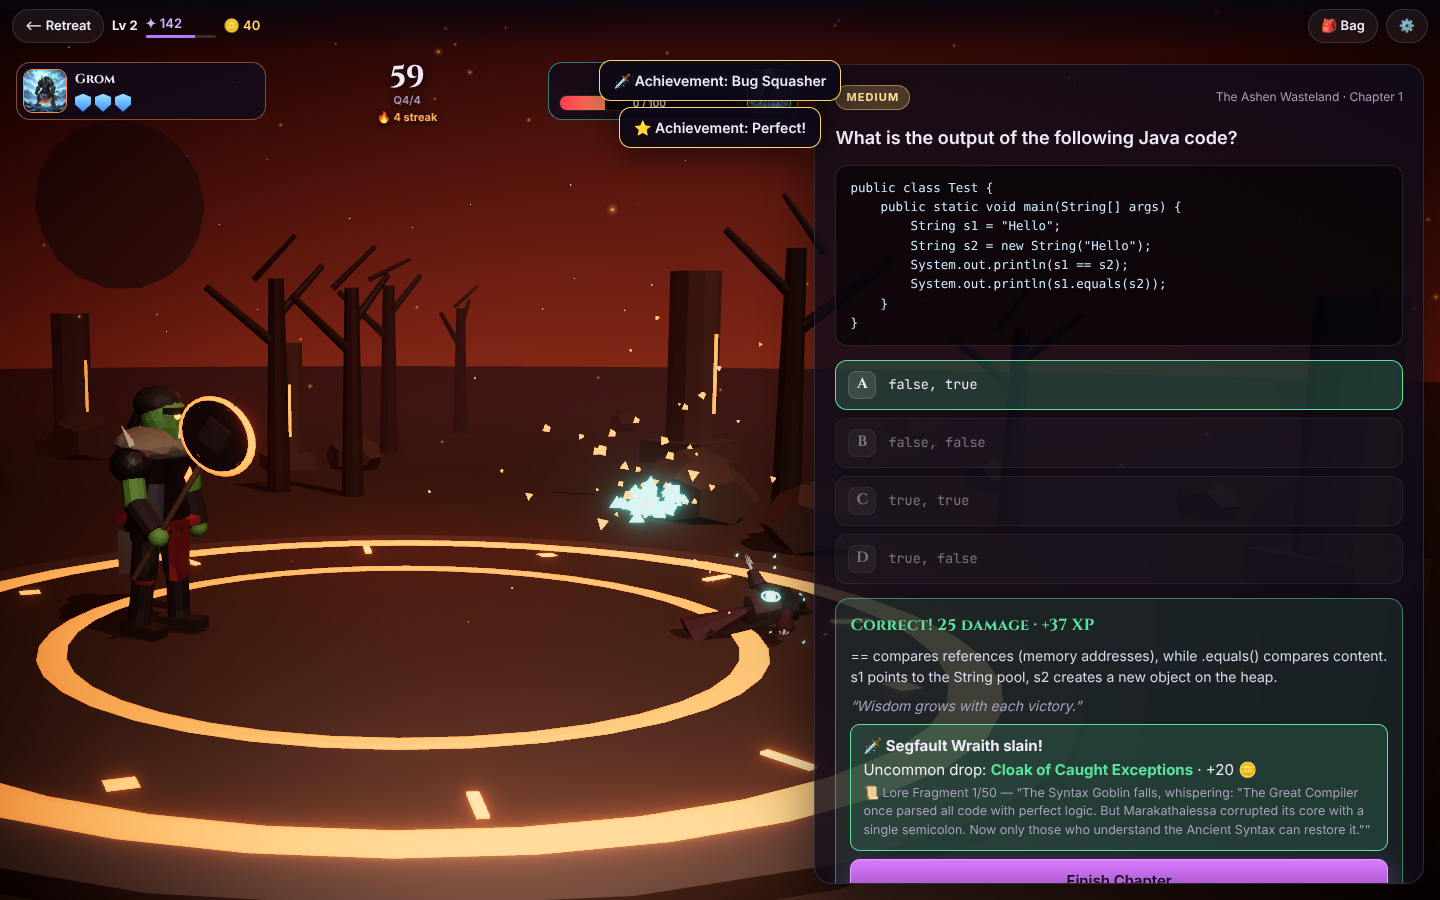 ← Retreat
Lv 2
✦ 142
🪙 40
🎒 Bag
GROM
59
Q4/4
🔥 4 streak
0 / 100
🗡️ Achievement: Bug Squasher
⭐ Achievement: Perfect!
MEDIUM
The Ashen Wasteland · Chapter 1
What is the output of the following Java code?
public class Test {
    public static void main(String[] args) {
        String s1 = "Hello";
        String s2 = new String("Hello");
        System.out.println(s1 == s2);
        System.out.println(s1.equals(s2));
    }
}
A false, true
B false, false
C true, true
D true, false
CORRECT! 25 DAMAGE · +37 XP
== compares references (memory addresses), while .equals() compares content.
s1 points to the String pool, s2 creates a new object on the heap.
“Wisdom grows with each victory.”
🗡️ Segfault Wraith slain!
Uncommon drop: Cloak of Caught Exceptions · +20 🪙
📜 Lore Fragment 1/50 — “The Syntax Goblin falls, whispering: "The Great Compiler
once parsed all code with perfect logic. But Marakathalessa corrupted its core with a
single semicolon. Now only those who understand the Ancient Syntax can restore it."”
Finish Chapter